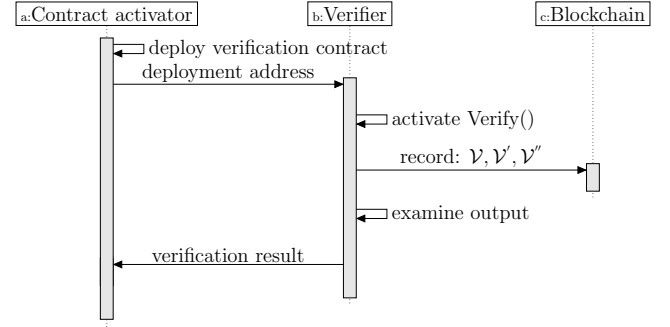 a:Contract activator
b:Verifier
c:Blockchain
deploy verification contract
deployment address
activate Verify()
record: 𝒱, 𝒱′, 𝒱″
examine output
verification result